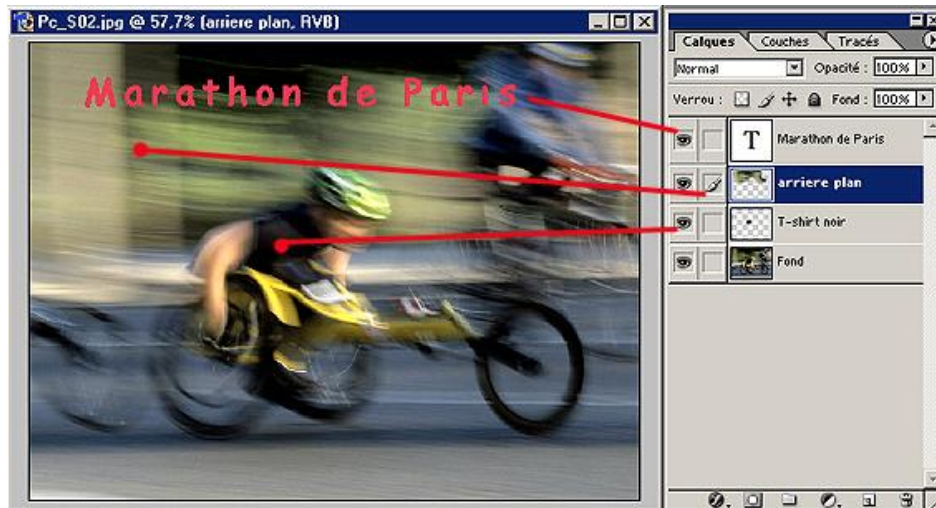 Pc_S02.jpg @ 57,7% (arriere plan, RVB)
Marathon de Paris
Calques Couches Tracés
Normal Opacité : 100%
Verrou : Fond : 100%
T Marathon de Paris
arriere plan
T-shirt noir
Fond